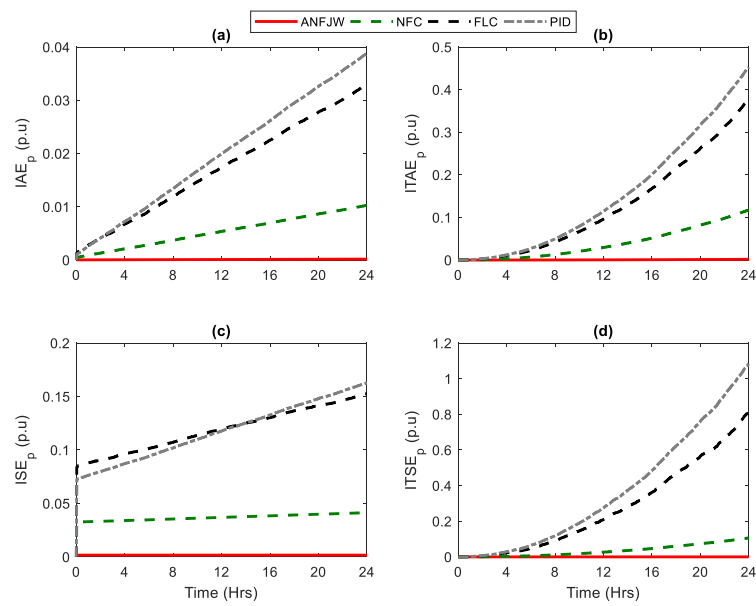 ANFJW NFC FLC PID
(a) (b)
0.04
0.03
0.02
0.01
0
IAE_p (p.u)
0 4 8 12 16 20 24
0.5
0.4
0.3
0.2
0.1
0
ITAE_p (p.u)
0 4 8 12 16 20 24
(c) (d)
0.2
0.15
0.1
0.05
0
ISE_p (p.u)
0 4 8 12 16 20 24
Time (Hrs)
1.2
1
0.8
0.6
0.4
0.2
0
ITSE_p (p.u)
0 4 8 12 16 20 24
Time (Hrs)